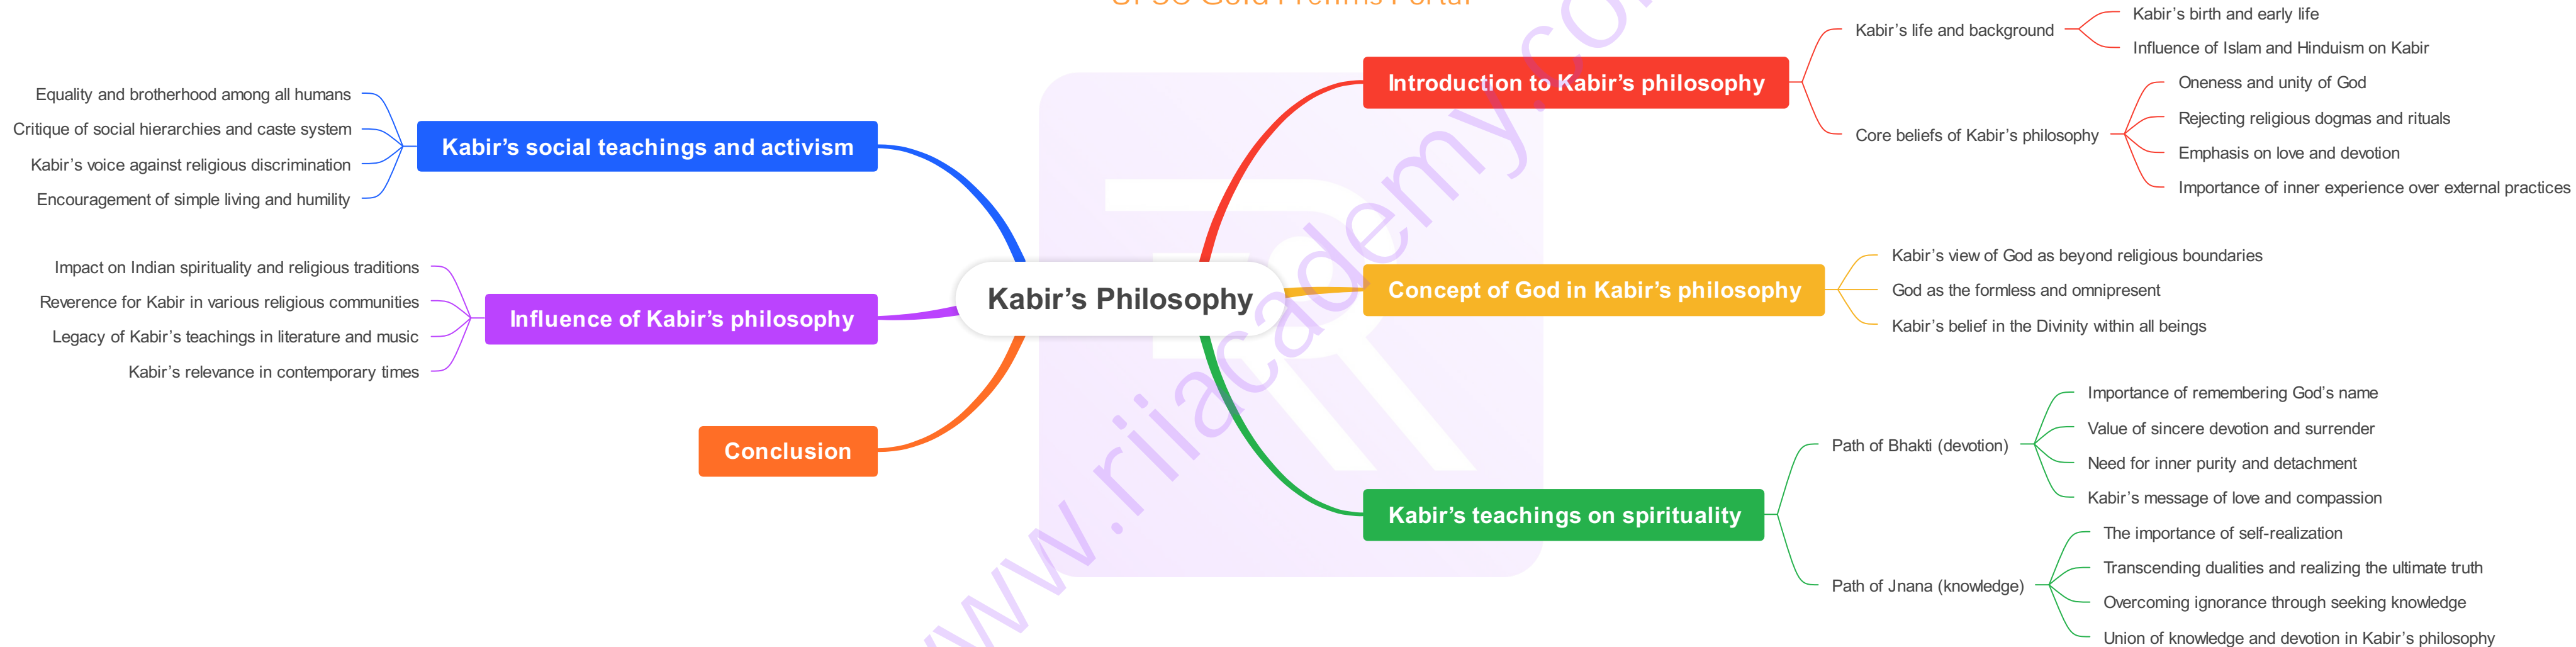 UPSC Gold Prelims Portal
Kabir’s Philosophy
Introduction to Kabir’s philosophy
Kabir’s life and background
Kabir’s birth and early life
Influence of Islam and Hinduism on Kabir
Core beliefs of Kabir’s philosophy
Oneness and unity of God
Rejecting religious dogmas and rituals
Emphasis on love and devotion
Importance of inner experience over external practices
Concept of God in Kabir’s philosophy
Kabir’s view of God as beyond religious boundaries
God as the formless and omnipresent
Kabir’s belief in the Divinity within all beings
Kabir’s teachings on spirituality
Path of Bhakti (devotion)
Importance of remembering God’s name
Value of sincere devotion and surrender
Need for inner purity and detachment
Kabir’s message of love and compassion
Path of Jnana (knowledge)
The importance of self-realization
Transcending dualities and realizing the ultimate truth
Overcoming ignorance through seeking knowledge
Union of knowledge and devotion in Kabir’s philosophy
Kabir’s social teachings and activism
Equality and brotherhood among all humans
Critique of social hierarchies and caste system
Kabir’s voice against religious discrimination
Encouragement of simple living and humility
Influence of Kabir’s philosophy
Impact on Indian spirituality and religious traditions
Reverence for Kabir in various religious communities
Legacy of Kabir’s teachings in literature and music
Kabir’s relevance in contemporary times
Conclusion